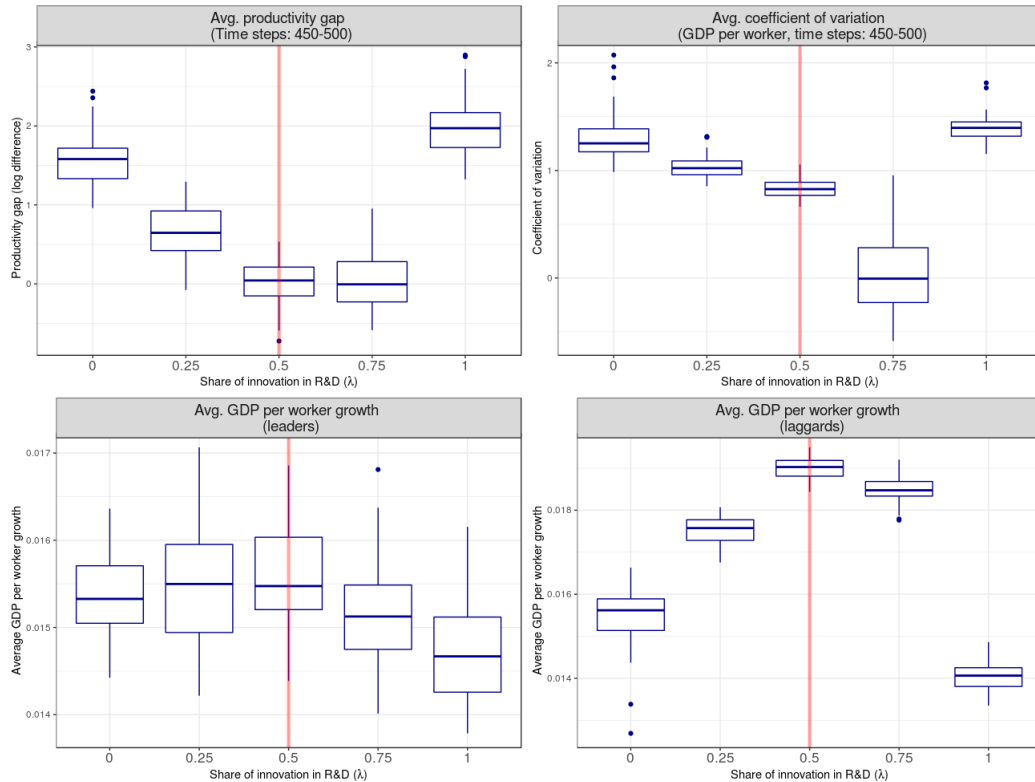 Avg. productivity gap
(Time steps: 450-500)
Productivity gap (log difference)
3
2
1
0
0
0.25
0.5
0.75
1
Share of innovation in R&D (λ)
Avg. coefficient of variation
(GDP per worker, time steps: 450-500)
Coefficient of variation
2
1
0
0
0.25
0.5
0.75
1
Share of innovation in R&D (λ)
Avg. GDP per worker growth
(leaders)
Average GDP per worker growth
0.017
0.016
0.015
0.014
0
0.25
0.5
0.75
1
Share of innovation in R&D (λ)
Avg. GDP per worker growth
(laggards)
Average GDP per worker growth
0.018
0.016
0.014
0
0.25
0.5
0.75
1
Share of innovation in R&D (λ)